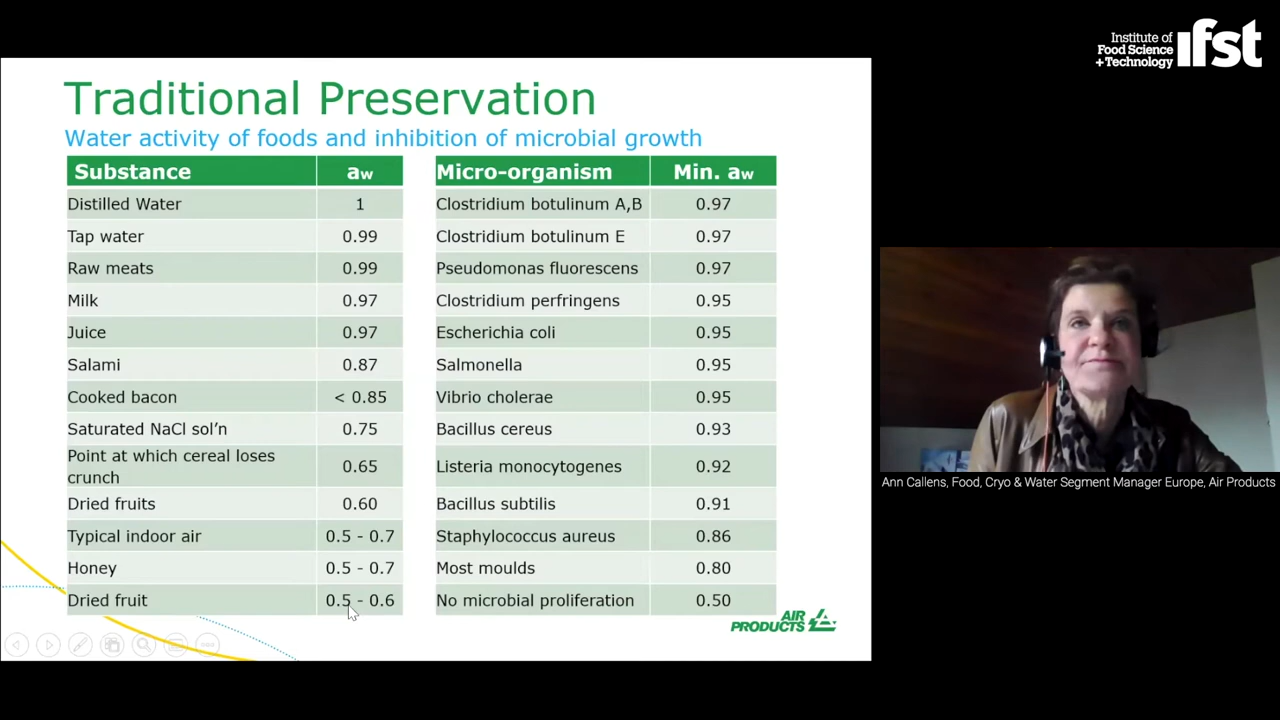 Institute of
Food Science
+ Technology
ifst
Traditional Preservation
Water activity of foods and inhibition of microbial growth
Substance aw
Distilled Water 1
Tap water 0.99
Raw meats 0.99
Milk 0.97
Juice 0.97
Salami 0.87
Cooked bacon < 0.85
Saturated NaCl sol’n 0.75
Point at which cereal loses
crunch 0.65
Dried fruits 0.60
Typical indoor air 0.5 - 0.7
Honey 0.5 - 0.7
Dried fruit 0.5 - 0.6
Micro-organism Min. aw
Clostridium botulinum A,B 0.97
Clostridium botulinum E 0.97
Pseudomonas fluorescens 0.97
Clostridium perfringens 0.95
Escherichia coli 0.95
Salmonella 0.95
Vibrio cholerae 0.95
Bacillus cereus 0.93
Listeria monocytogenes 0.92
Bacillus subtilis 0.91
Staphylococcus aureus 0.86
Most moulds 0.80
No microbial proliferation 0.50
AIR
PRODUCTS
Ann Callens, Food, Cryo & Water Segment Manager Europe, Air Products